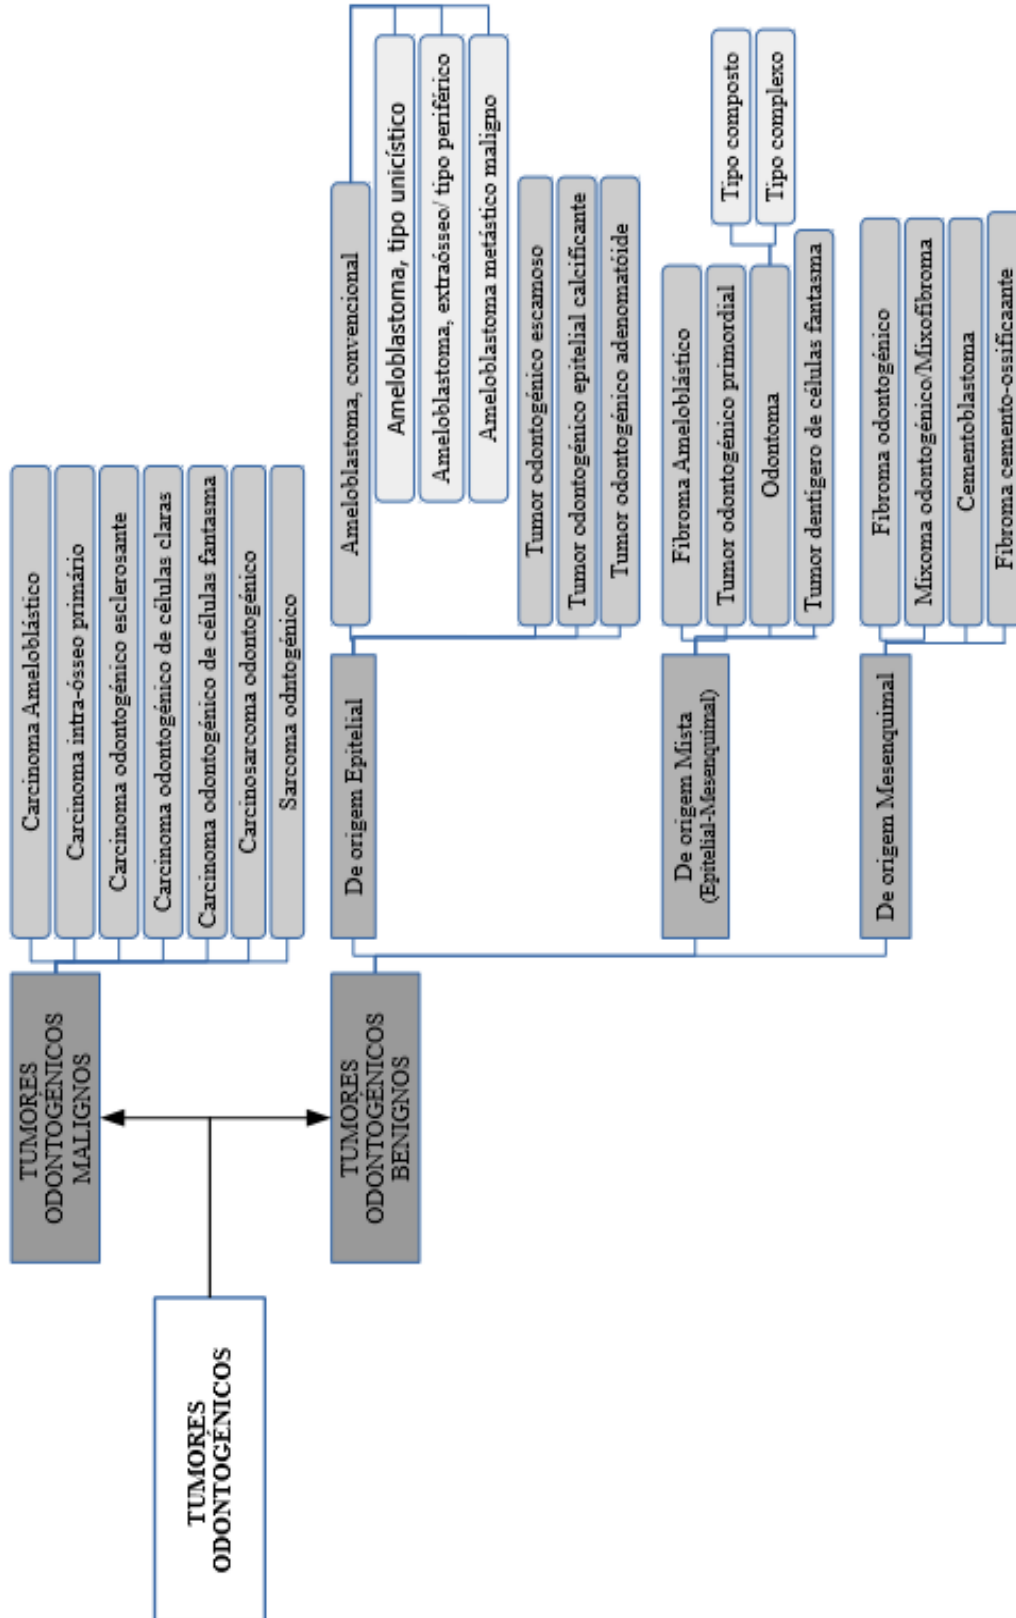 TUMORES
ODONTOGÉNICOS
TUMORES
ODONTOGÉNICOS
MALIGNOS
Carcinoma Ameloblástico
Carcinoma intra-ósseo primário
Carcinoma odontogénico esclerosante
Carcinoma odontogénico de células claras
Carcinoma odontogénico de células fantasma
Carcinosarcoma odontogénico
Sarcoma odntogénico
TUMORES
ODONTOGÉNICOS
BENIGNOS
De origem Epitelial
Ameloblastoma, convencional
Ameloblastoma, tipo unicístico
Ameloblastoma, extraósseo/ tipo periférico
Ameloblastoma metástico maligno
Tumor odontogénico escamoso
Tumor odontogénico epitelial calcificante
Tumor odontogénico adenomatóide
De origem Mista
(Epitelial-Mesenquimal)
Fibroma Ameloblástico
Tumor odontogénico primordial
Odontoma
Tipo composto
Tipo complexo
Tumor dentígero de células fantasma
De origem Mesenquimal
Fibroma odontogénico
Mixoma odontogénico/Mixofibroma
Cementoblastoma
Fibroma cemento-ossificaante